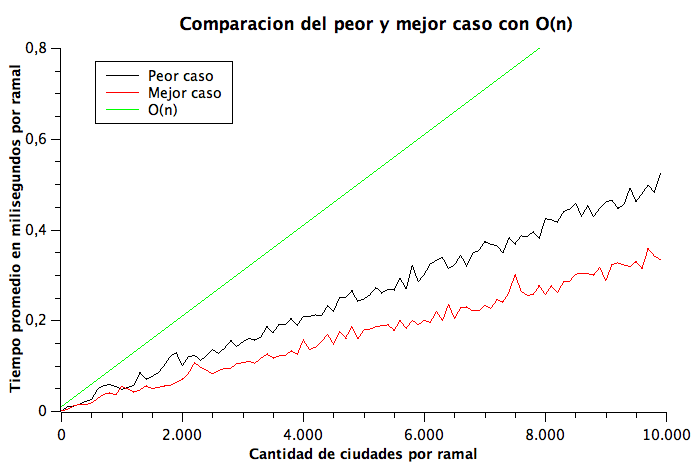 Comparacion del peor y mejor caso con O(n)
Tiempo promedio en milisegundos por ramal
0,8
0,6
0,4
0,2
0
Peor caso
Mejor caso
O(n)
0 2.000 4.000 6.000 8.000 10.000
Cantidad de ciudades por ramal